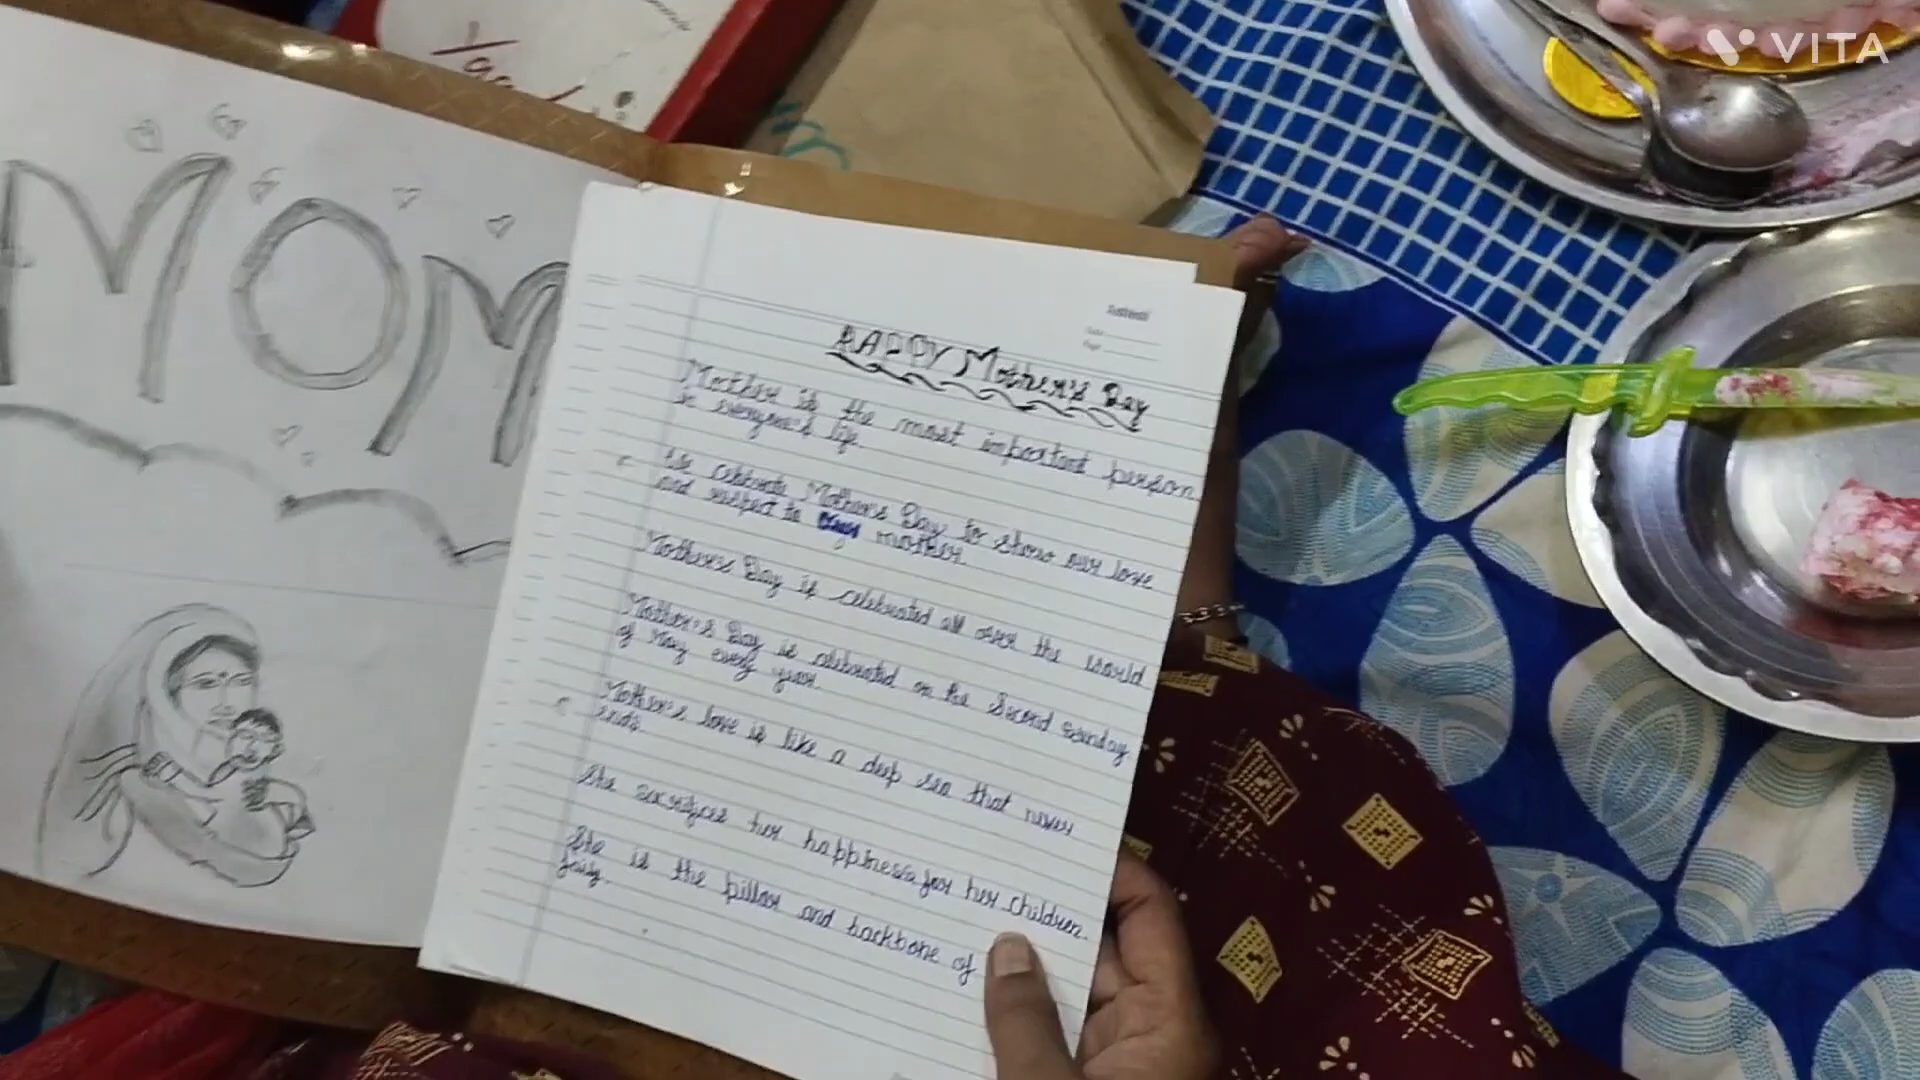 VITA
MOM
HAPPY Mother's Day
Mother is the most important person
in everyone's life.
We celebrate Mother's Day to show our love
and respect to mother.
Mother's Day is celebrated all over the world
Mother's Day is celebrated on the Second Sunday
of May every year.
Mother's love is like a deep sea that never
ends.
She sacrifices her happiness for her children.
She is the pillar and backbone of